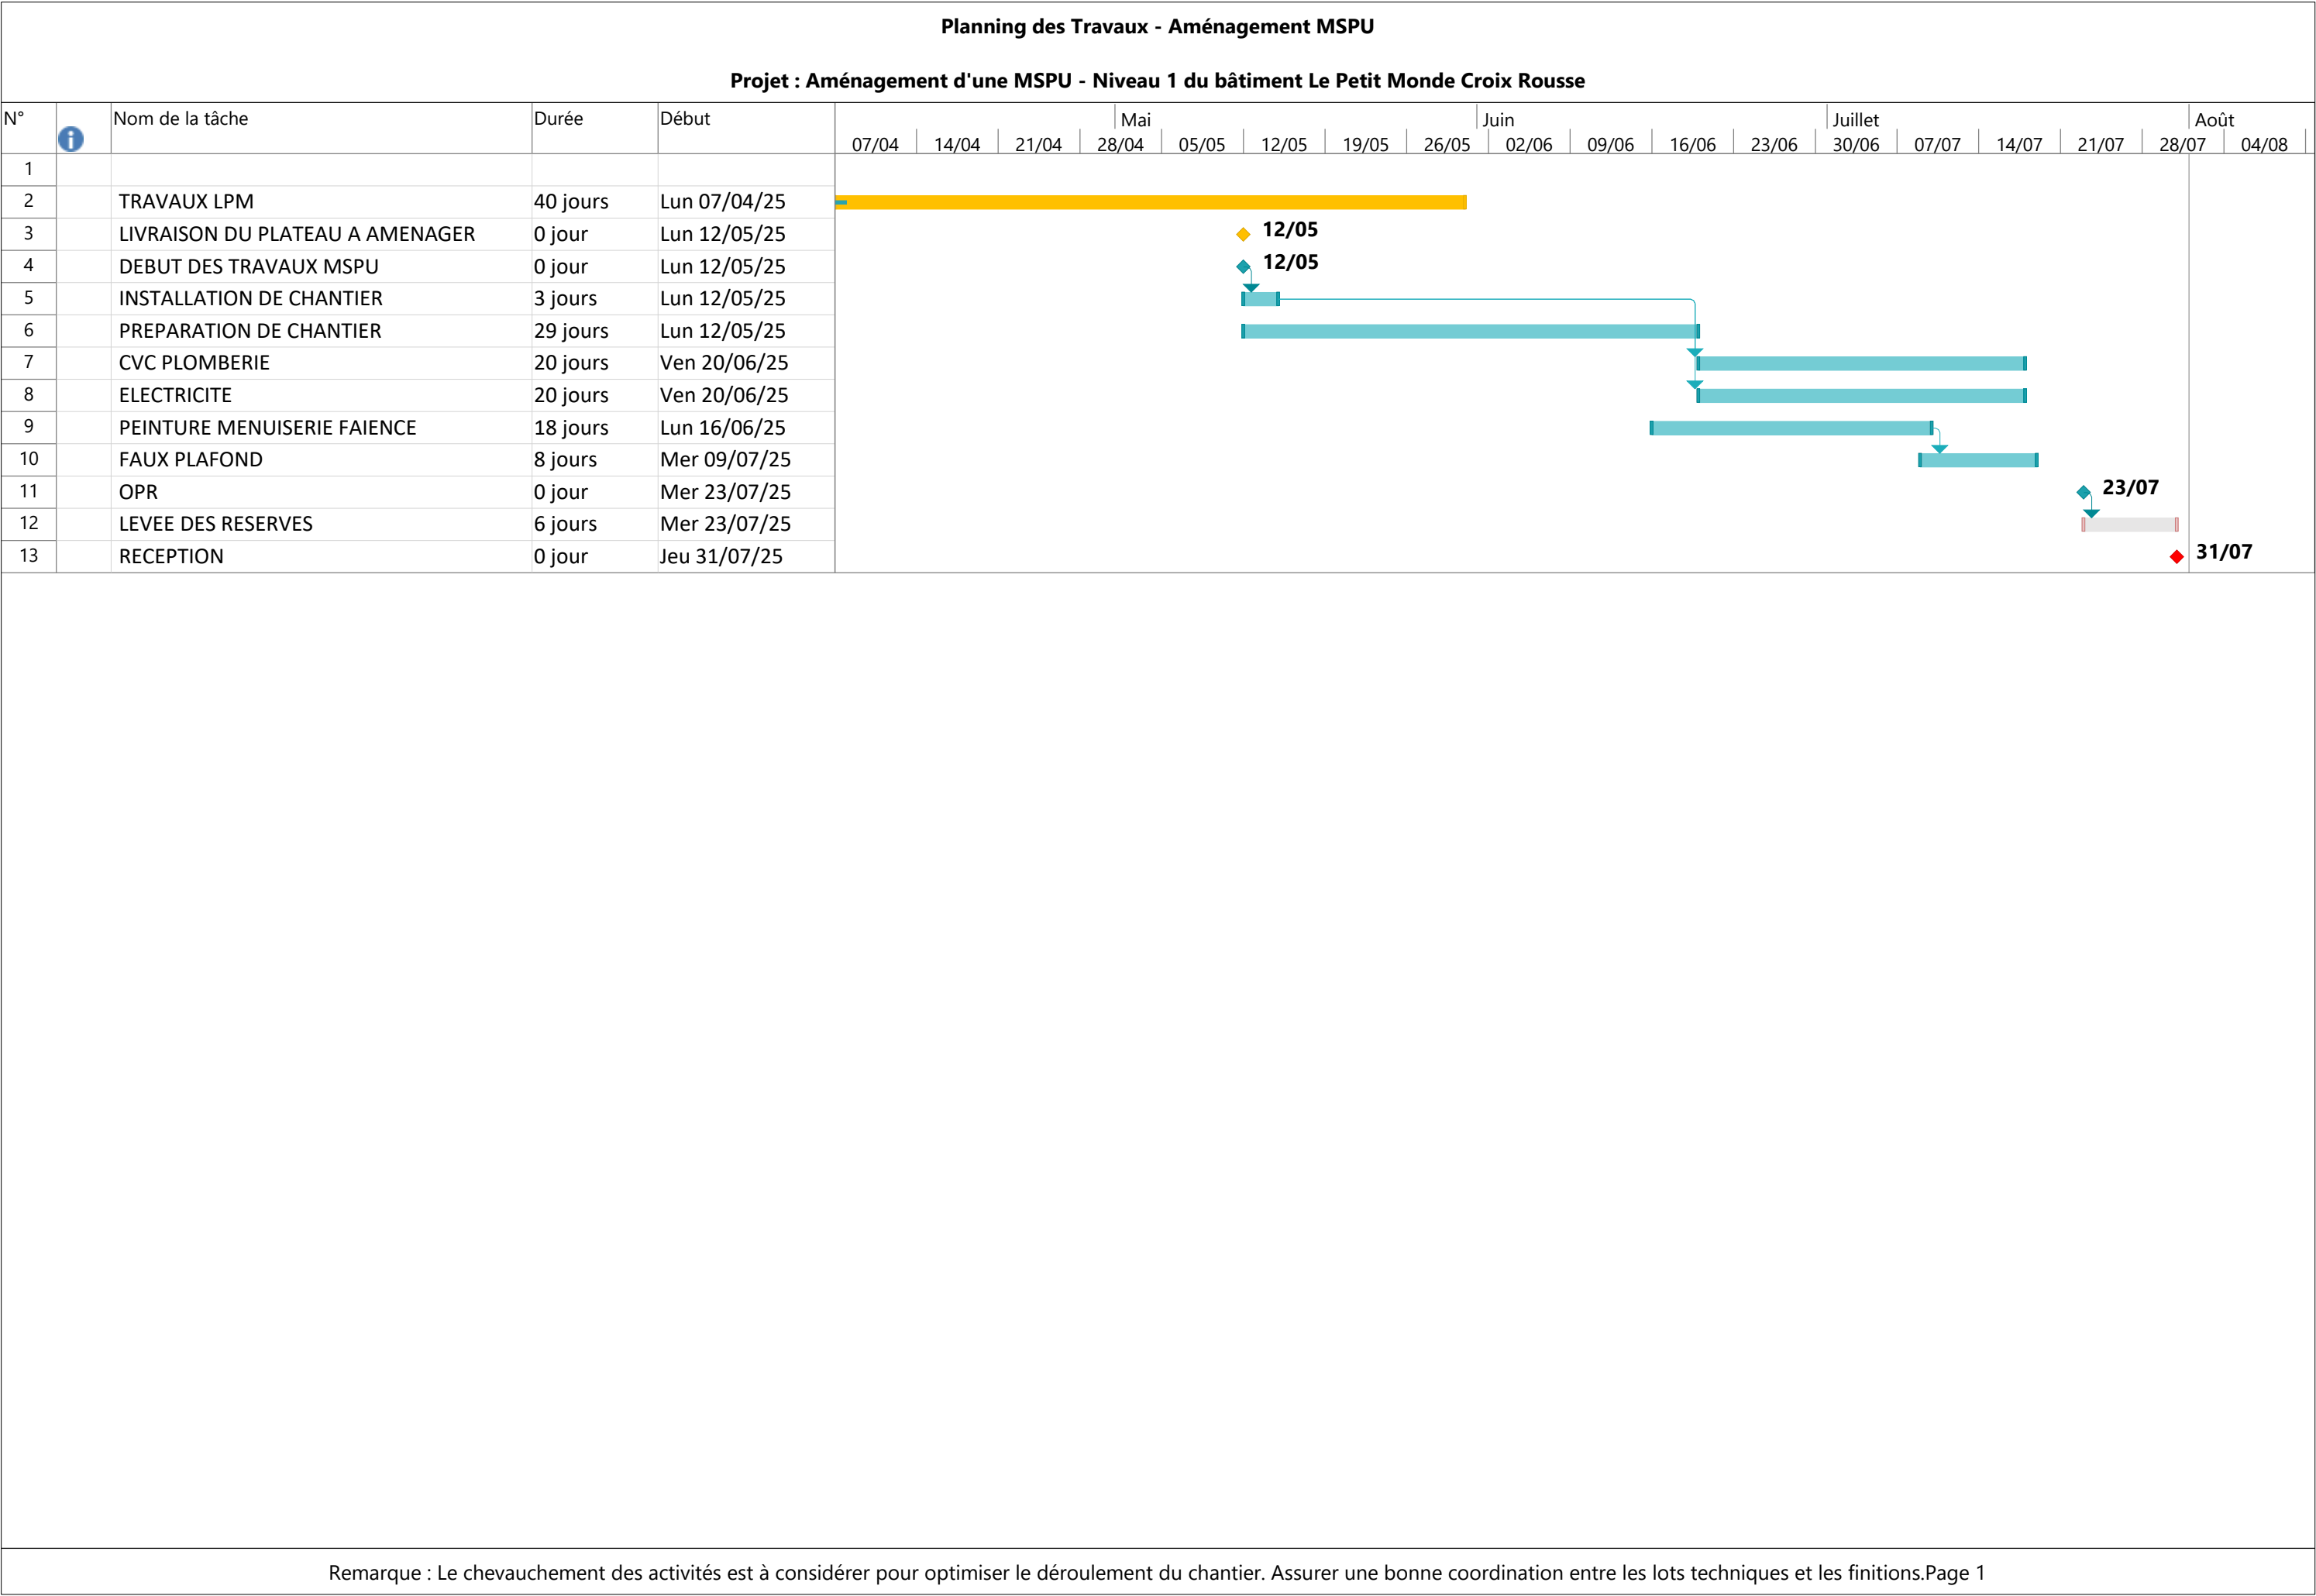 Planning des Travaux - Aménagement MSPU
Projet : Aménagement d'une MSPU - Niveau 1 du bâtiment Le Petit Monde Croix Rousse
N° Nom de la tâche Durée Début Mai Juin Juillet Août
07/04 14/04 21/04 28/04 05/05 12/05 19/05 26/05 02/06 09/06 16/06 23/06 30/06 07/07 14/07 21/07 28/07 04/08
1
2 TRAVAUX LPM 40 jours Lun 07/04/25
3 LIVRAISON DU PLATEAU A AMENAGER 0 jour Lun 12/05/25 12/05
4 DEBUT DES TRAVAUX MSPU 0 jour Lun 12/05/25 12/05
5 INSTALLATION DE CHANTIER 3 jours Lun 12/05/25
6 PREPARATION DE CHANTIER 29 jours Lun 12/05/25
7 CVC PLOMBERIE 20 jours Ven 20/06/25
8 ELECTRICITE 20 jours Ven 20/06/25
9 PEINTURE MENUISERIE FAIENCE 18 jours Lun 16/06/25
10 FAUX PLAFOND 8 jours Mer 09/07/25
11 OPR 0 jour Mer 23/07/25 23/07
12 LEVEE DES RESERVES 6 jours Mer 23/07/25
13 RECEPTION 0 jour Jeu 31/07/25 31/07
Remarque : Le chevauchement des activités est à considérer pour optimiser le déroulement du chantier. Assurer une bonne coordination entre les lots techniques et les finitions.Page 1